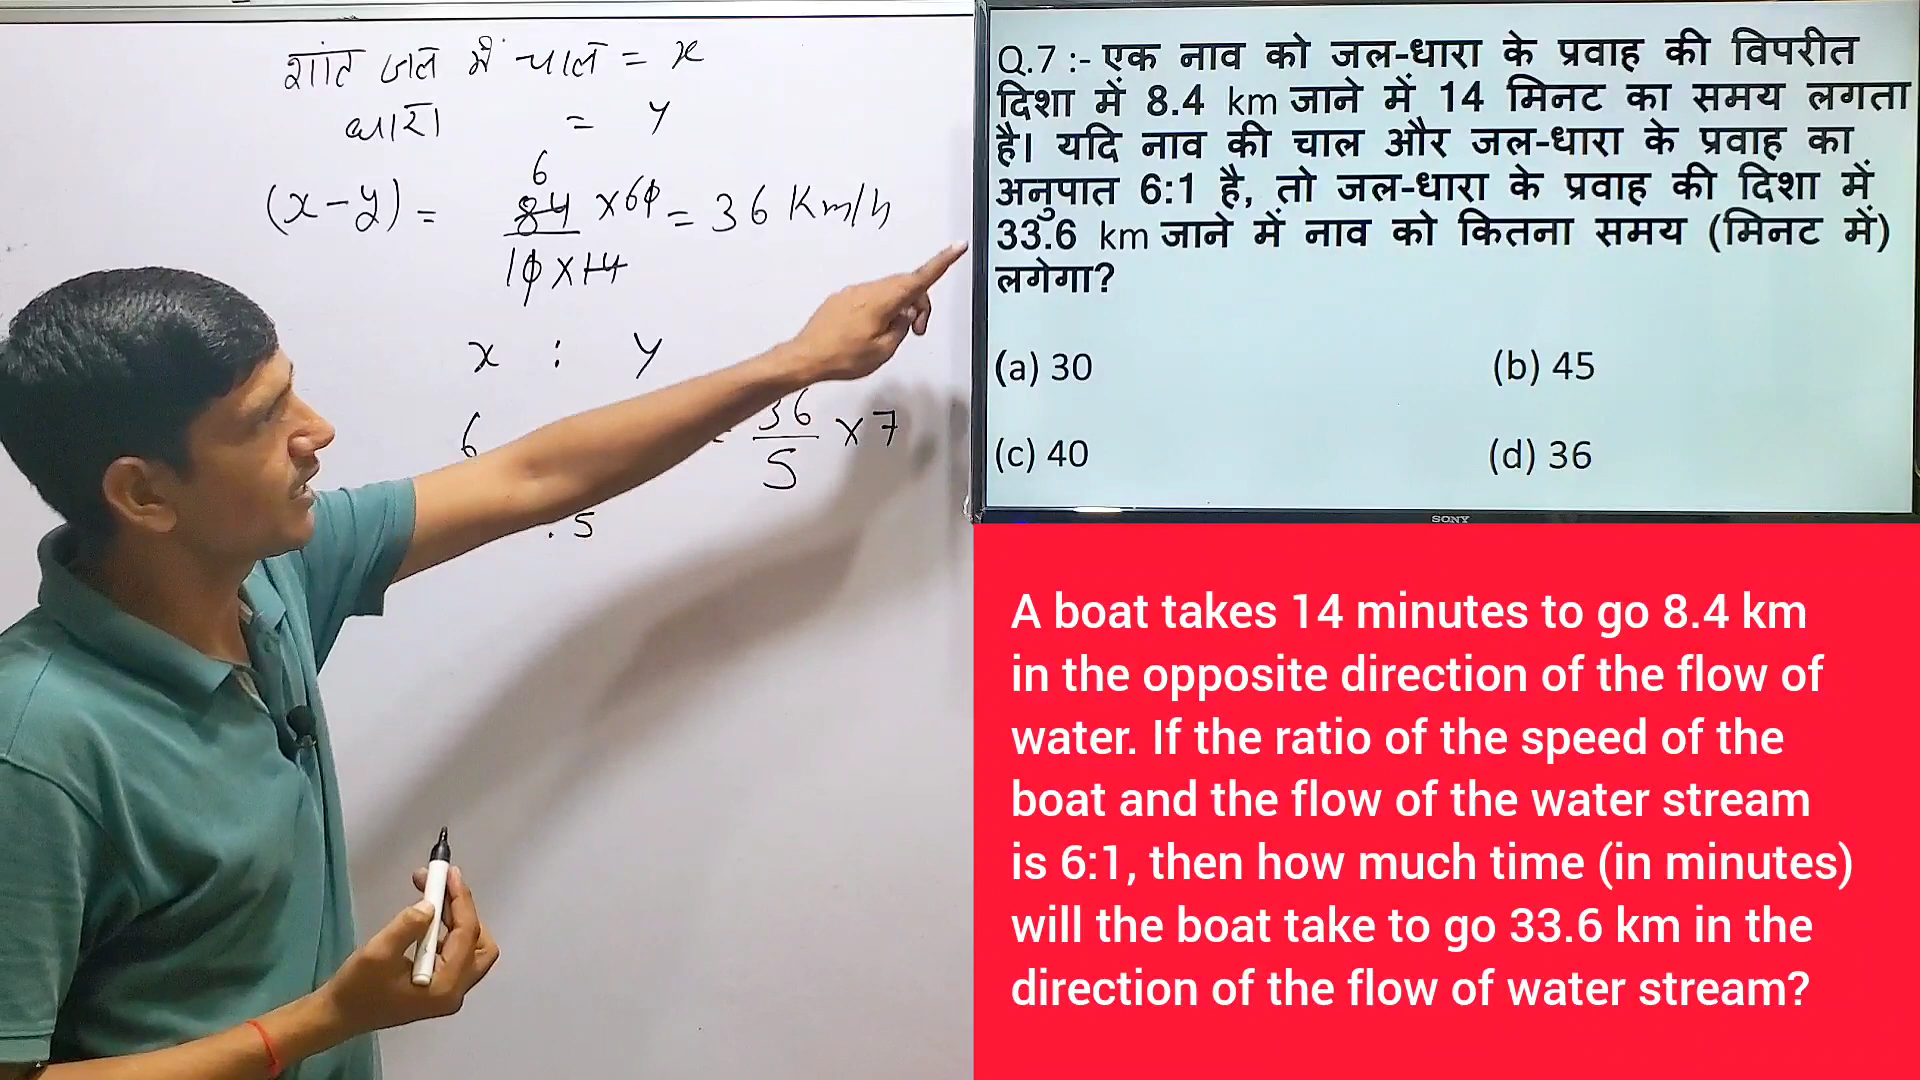 शांत जल में चाल = x
धारा = y
(x-y) = 84 × 60 / 10 × 14 = 36 Km/h
6
x : y
6
36/5 × 7
5
Q.7 :- एक नाव को जल-धारा के प्रवाह की विपरीत
दिशा में 8.4 km जाने में 14 मिनट का समय लगता
है। यदि नाव की चाल और जल-धारा के प्रवाह का
अनुपात 6:1 है, तो जल-धारा के प्रवाह की दिशा में
33.6 km जाने में नाव को कितना समय (मिनट में)
लगेगा?
(a) 30 (b) 45
(c) 40 (d) 36
SONY
A boat takes 14 minutes to go 8.4 km
in the opposite direction of the flow of
water. If the ratio of the speed of the
boat and the flow of the water stream
is 6:1, then how much time (in minutes)
will the boat take to go 33.6 km in the
direction of the flow of water stream?